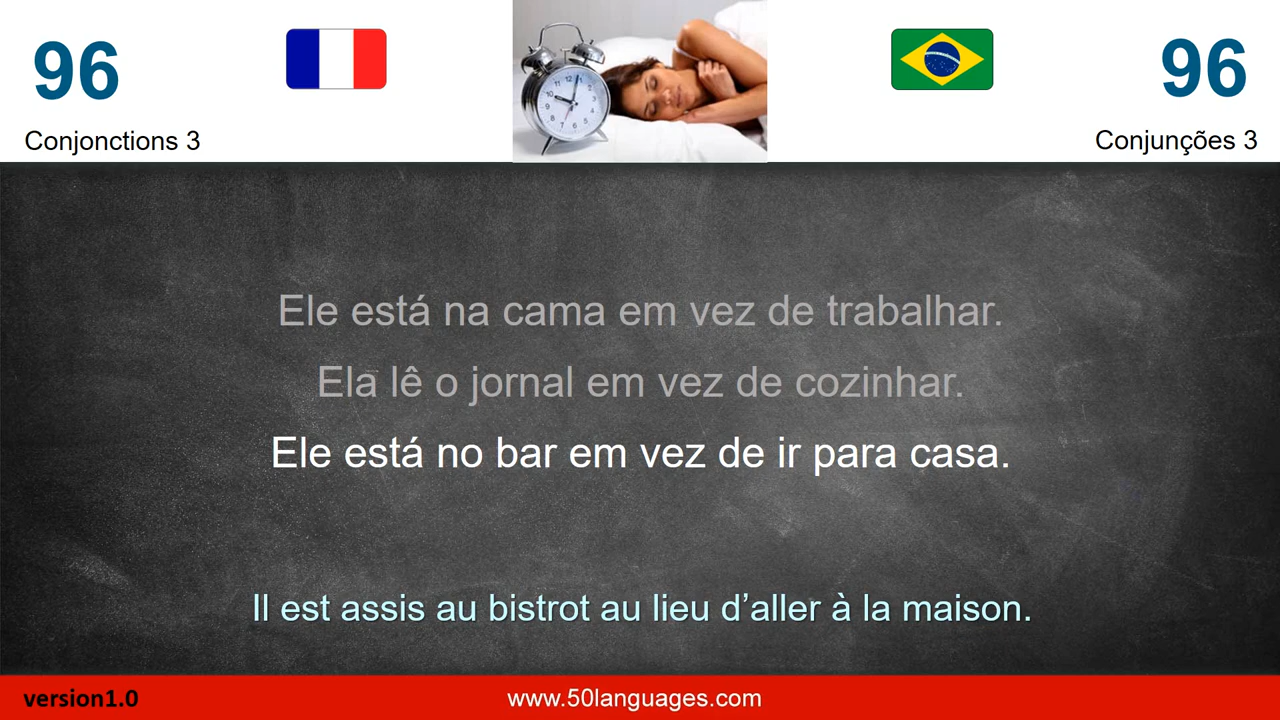 96
96
Conjonctions 3
Conjunções 3
Ele está na cama em vez de trabalhar.
Ela lê o jornal em vez de cozinhar.
Ele está no bar em vez de ir para casa.
Il est assis au bistrot au lieu d’aller à la maison.
version1.0
www.50languages.com